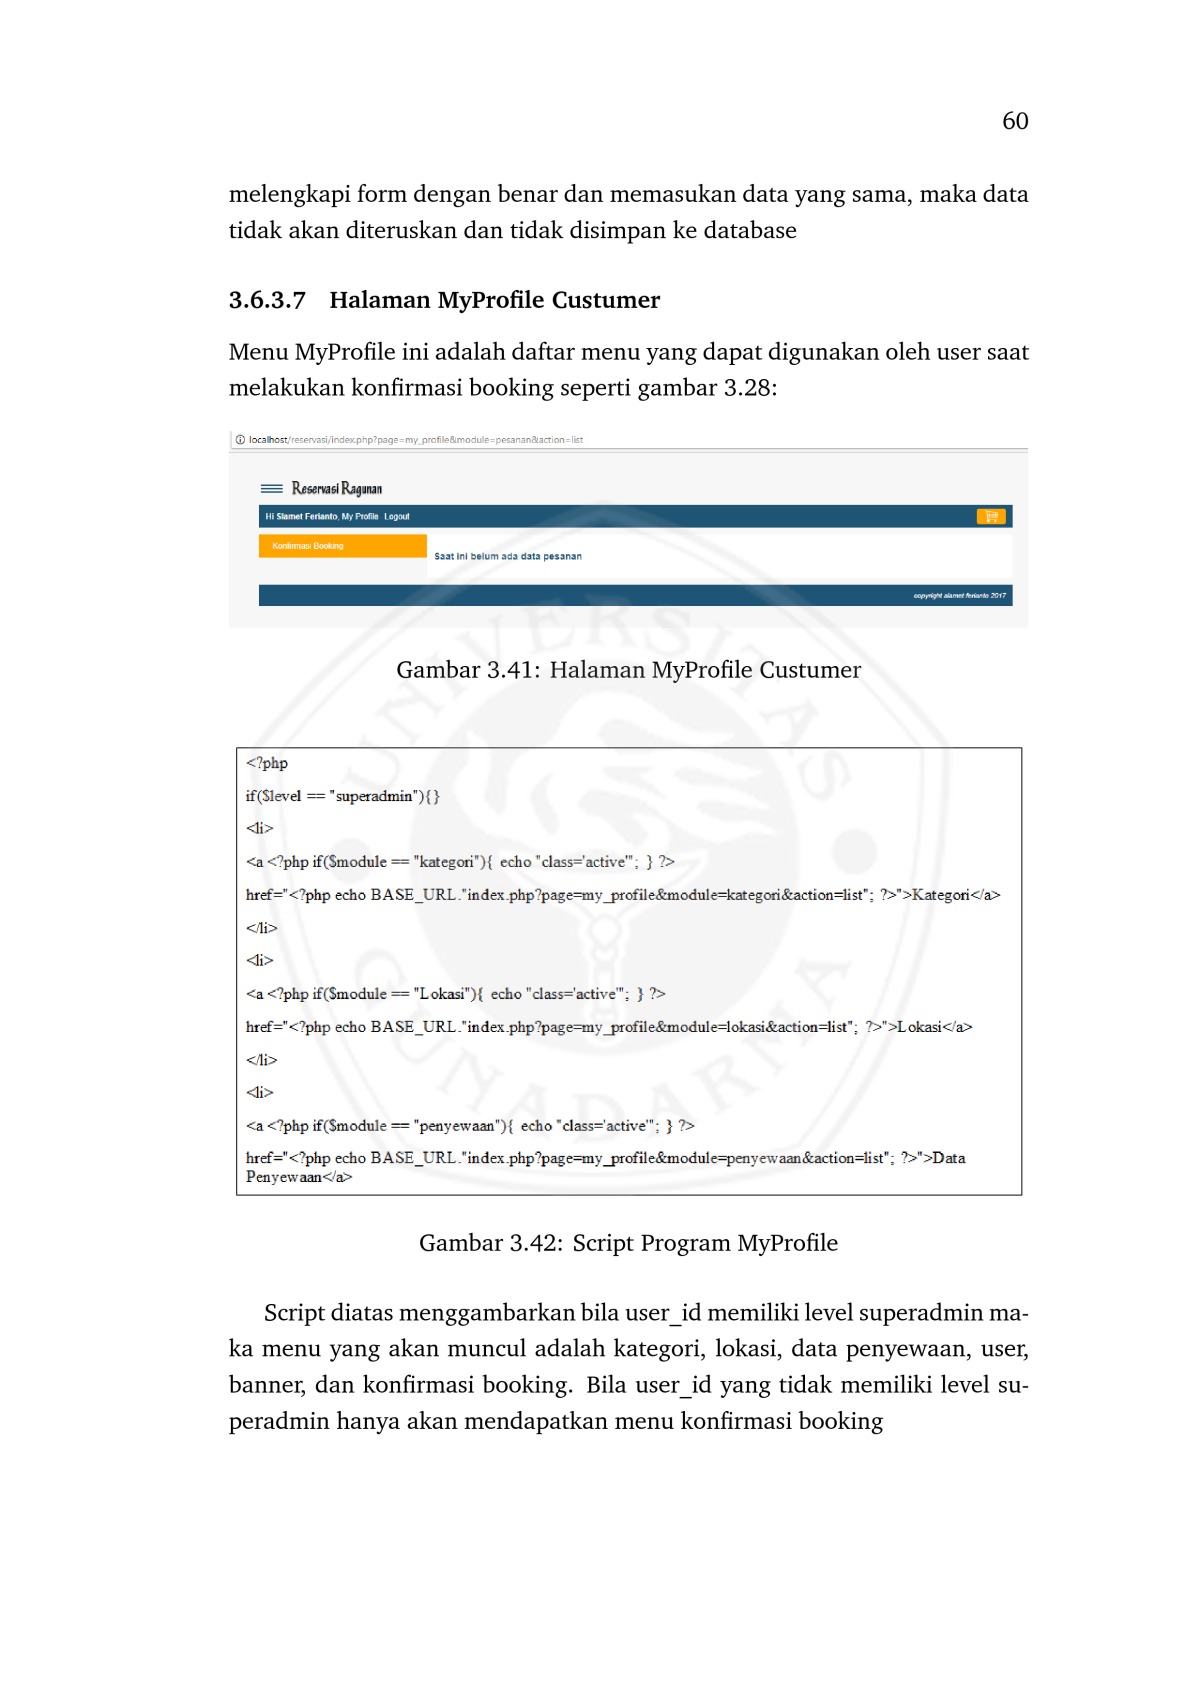 60
melengkapi form dengan benar dan memasukan data yang sama, maka data
tidak akan diteruskan dan tidak disimpan ke database
3.6.3.7 Halaman MyProfile Custumer
Menu MyProfile ini adalah daftar menu yang dapat digunakan oleh user saat
melakukan konfirmasi booking seperti gambar 3.28:
localhost/reservasi/index.php?page=my_profile&module=pesanan&action=list
Reservasi Ragunan
Hi Slamet Ferianto, My Profile Logout
Konfirmasi Booking
Saat ini belum ada data pesanan
copyright slamet ferianto 2017
Gambar 3.41: Halaman MyProfile Custumer
<?php
if($level == "superadmin"){}
<li>
<a <?php if($module == "kategori"){ echo "class='active'"; } ?>
href="<?php echo BASE_URL."index.php?page=my_profile&module=kategori&action=list"; ?>">Kategori</a>
</li>
<li>
<a <?php if($module == "Lokasi"){ echo "class='active'"; } ?>
href="<?php echo BASE_URL."index.php?page=my_profile&module=lokasi&action=list"; ?>">Lokasi</a>
</li>
<li>
<a <?php if($module == "penyewaan"){ echo "class='active'"; } ?>
href="<?php echo BASE_URL."index.php?page=my_profile&module=penyewaan&action=list"; ?>">Data
Penyewaan</a>
Gambar 3.42: Script Program MyProfile
Script diatas menggambarkan bila user_id memiliki level superadmin ma-
ka menu yang akan muncul adalah kategori, lokasi, data penyewaan, user,
banner, dan konfirmasi booking. Bila user_id yang tidak memiliki level su-
peradmin hanya akan mendapatkan menu konfirmasi booking
UNIVERSITAS
GUNADARMA